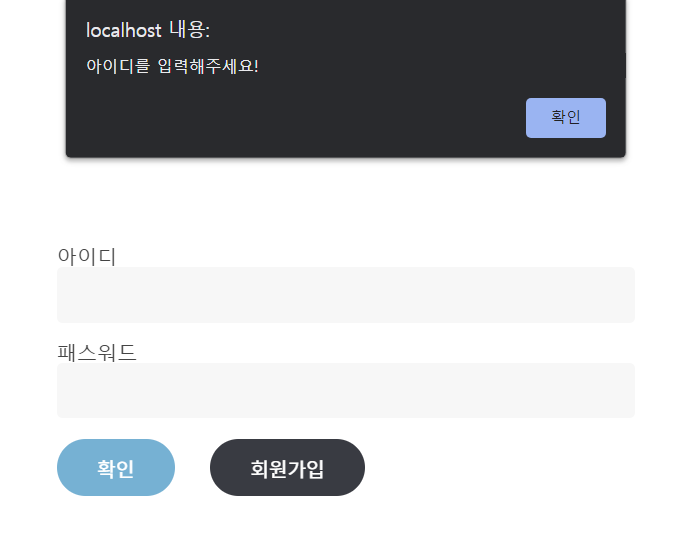 localhost 내용:
아이디를 입력해주세요!
확인
아이디
패스워드
확인 회원가입